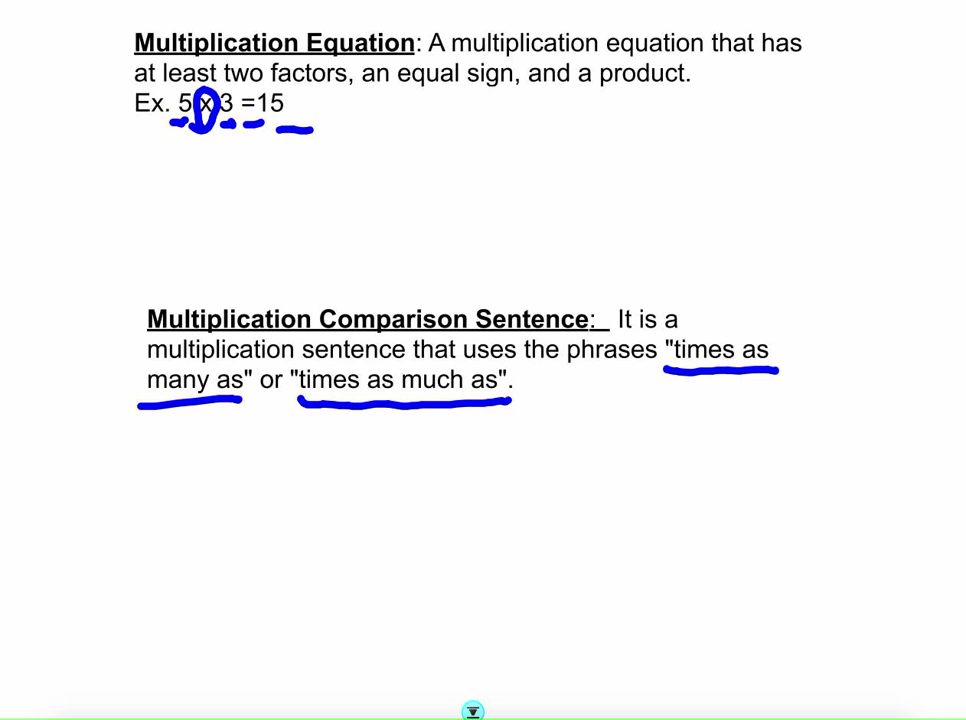 Multiplication Equation: A multiplication equation that has
at least two factors, an equal sign, and a product.
Ex. 5 x 3 =15
Multiplication Comparison Sentence:  It is a
multiplication sentence that uses the phrases "times as
many as" or "times as much as".